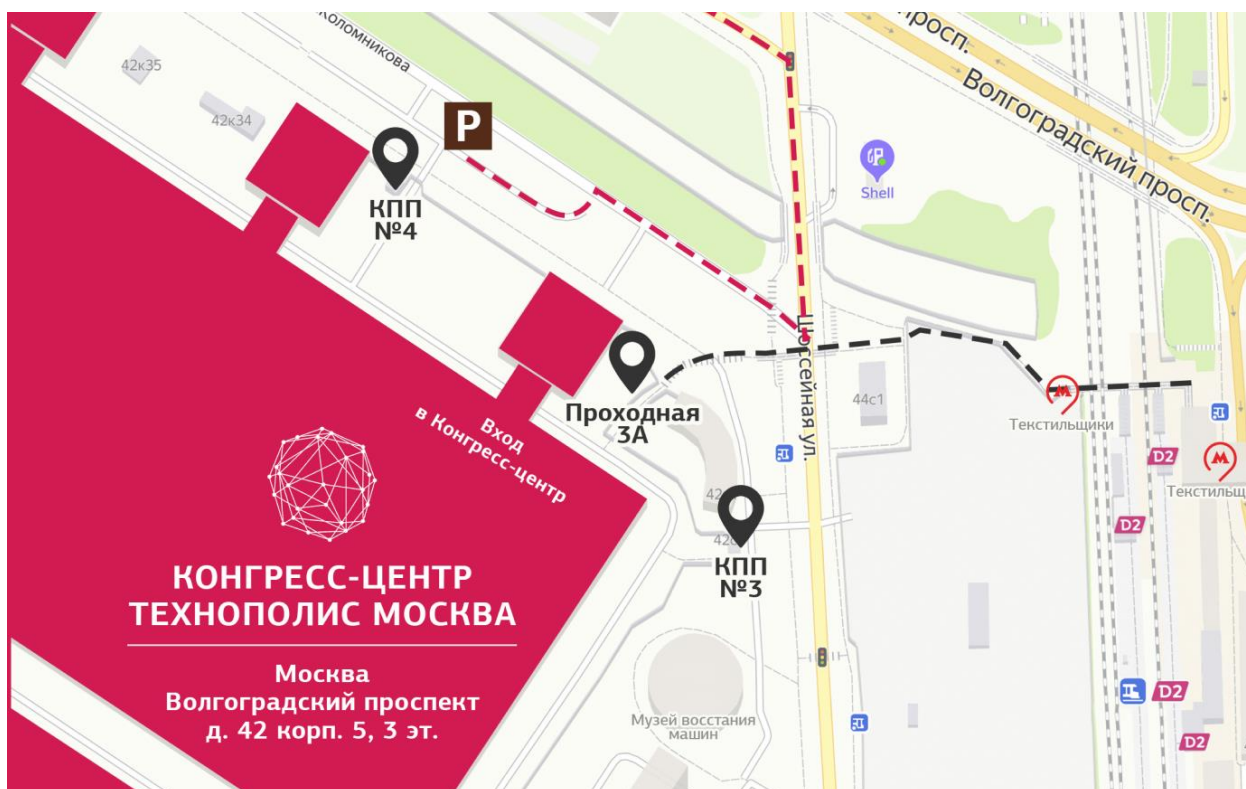 Коломникова
просп.
Волгоградский просп.
42к35
42к34
P
КПП
№4
Shell
Шоссейная ул.
44с1
Текстильщики
D2
Проходная
3А
Вход
в Конгресс-центр
Текстильщ
D2
КПП
№3
КОНГРЕСС-ЦЕНТР
ТЕХНОПОЛИС МОСКВА
Москва
Волгоградский проспект
д. 42 корп. 5, 3 эт.
Музей восстания
машин
D2
D2